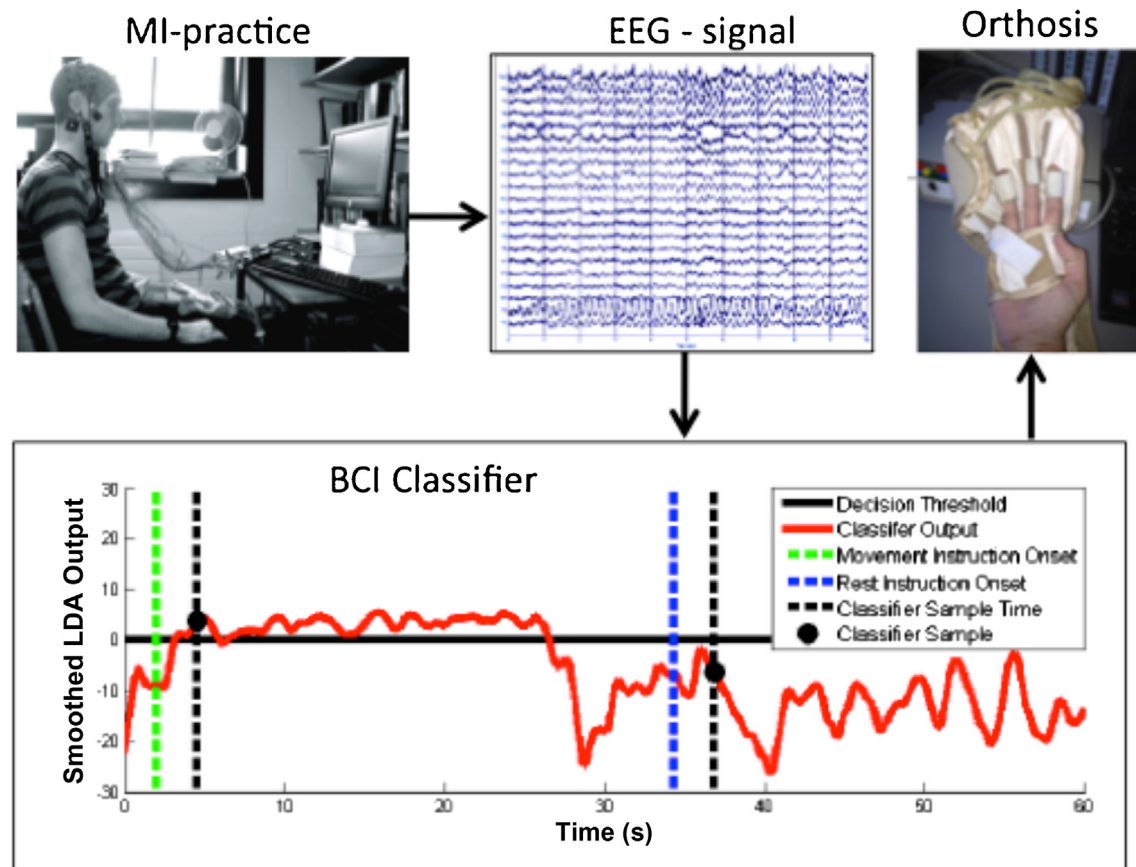 MI-practice
EEG - signal
Orthosis
BCI Classifier
Smoothed LDA Output
30
20
10
0
-10
-20
-30
0
10
20
30
40
50
60
Time (s)
Decision Threshold
Classifer Output
Movement Instruction Onset
Rest Instruction Onset
Classifier Sample Time
Classifier Sample